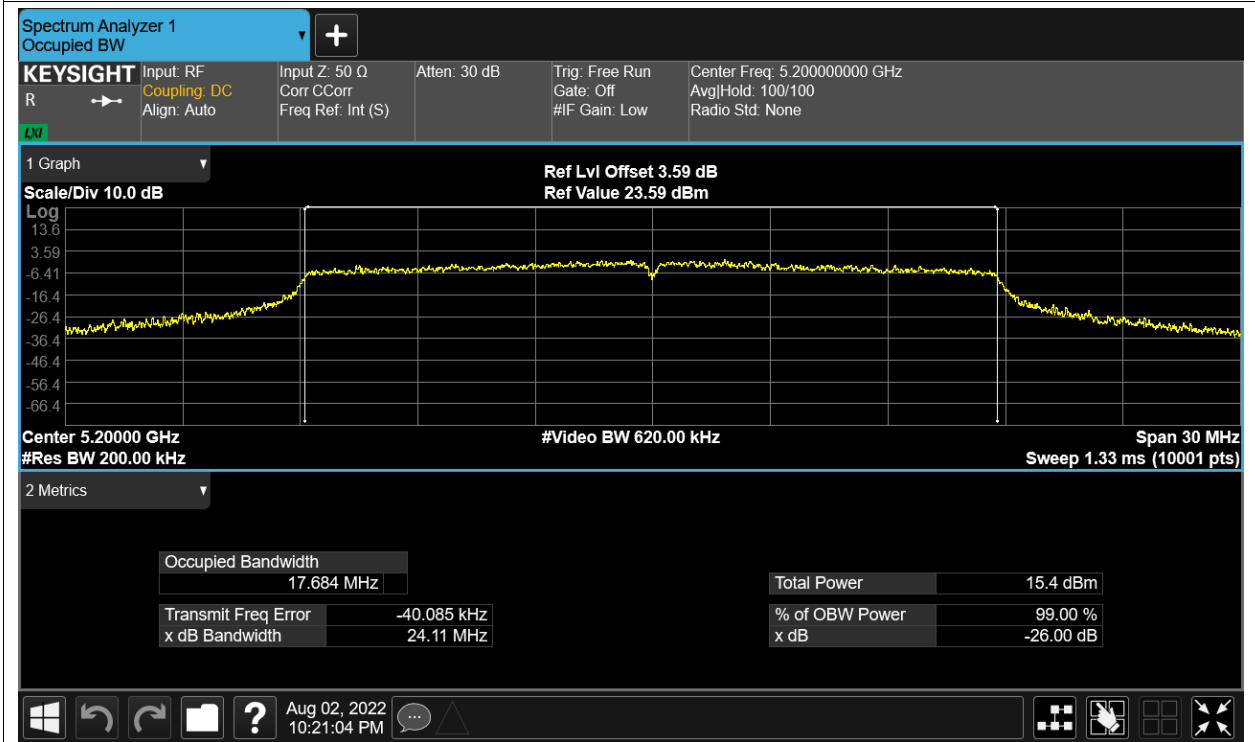 Spectrum Analyzer 1
Occupied BW
KEYSIGHT
R
LXI
Input: RF
Coupling: DC
Align: Auto
Input Z: 50 Ω
Corr CCorr
Freq Ref: Int (S)
Atten: 30 dB
Trig: Free Run
Gate: Off
#IF Gain: Low
Center Freq: 5.200000000 GHz
Avg|Hold: 100/100
Radio Std: None
1 Graph
Scale/Div 10.0 dB
Ref Lvl Offset 3.59 dB
Ref Value 23.59 dBm
Log
13.6
3.59
-6.41
-16.4
-26.4
-36.4
-46.4
-56.4
-66.4
Center 5.20000 GHz
#Res BW 200.00 kHz
#Video BW 620.00 kHz
Span 30 MHz
Sweep 1.33 ms (10001 pts)
2 Metrics
Occupied Bandwidth
17.684 MHz
Transmit Freq Error -40.085 kHz
x dB Bandwidth 24.11 MHz
Total Power 15.4 dBm
% of OBW Power 99.00 %
x dB -26.00 dB
?
Aug 02, 2022
10:21:04 PM